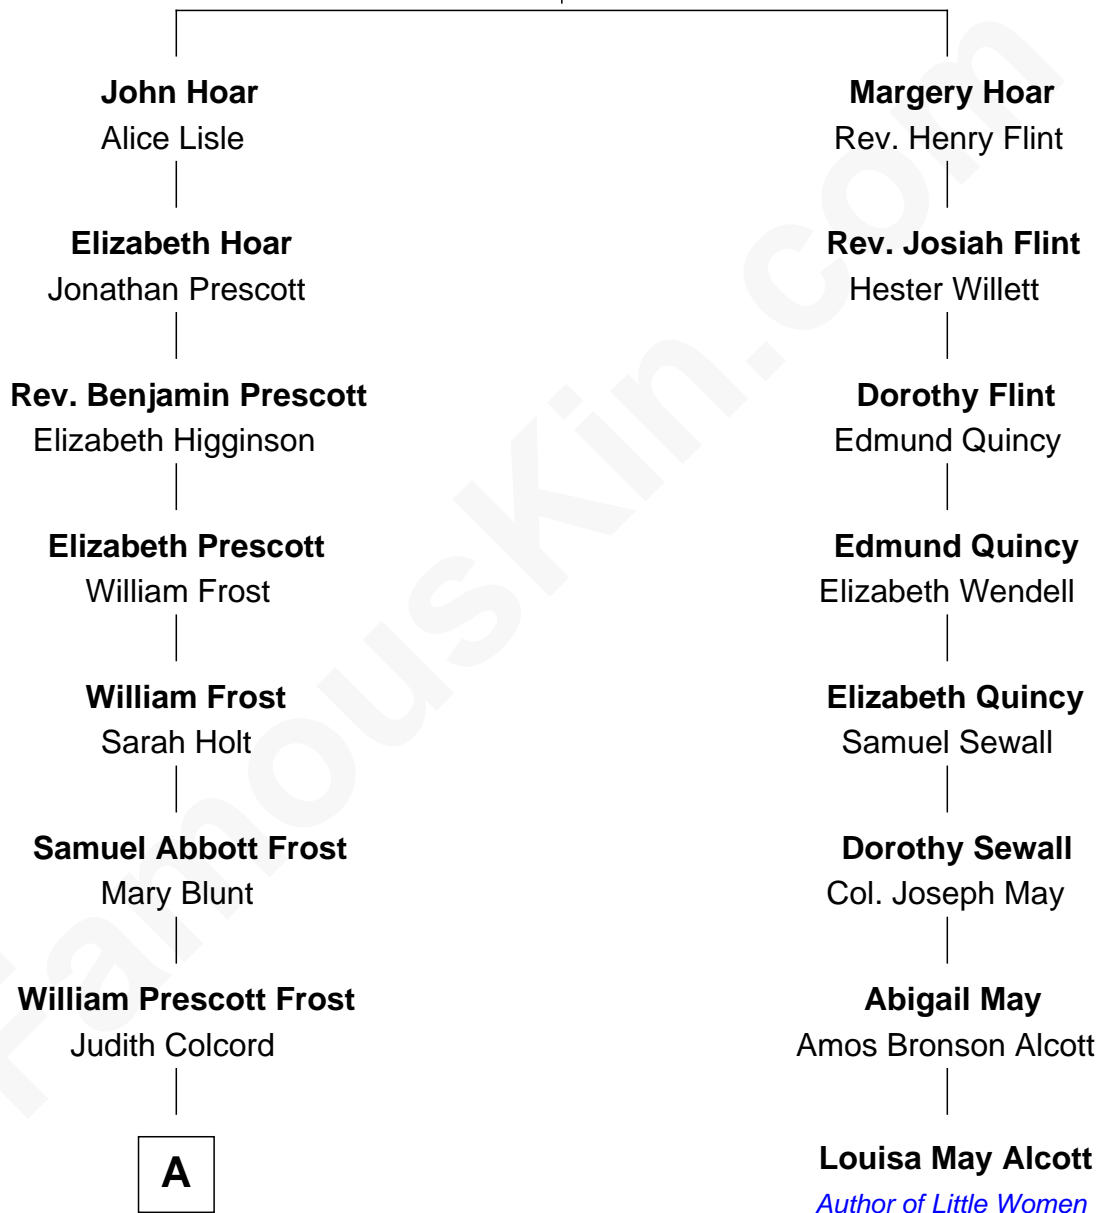 John Hoar
Alice Lisle
Elizabeth Hoar
Jonathan Prescott
Rev. Benjamin Prescott
Elizabeth Higginson
Elizabeth Prescott
William Frost
William Frost
Sarah Holt
Samuel Abbott Frost
Mary Blunt
William Prescott Frost
Judith Colcord
A
Margery Hoar
Rev. Henry Flint
Rev. Josiah Flint
Hester Willett
Dorothy Flint
Edmund Quincy
Edmund Quincy
Elizabeth Wendell
Elizabeth Quincy
Samuel Sewall
Dorothy Sewall
Col. Joseph May
Abigail May
Amos Bronson Alcott
Louisa May Alcott
Author of Little Women
FamousKin.com